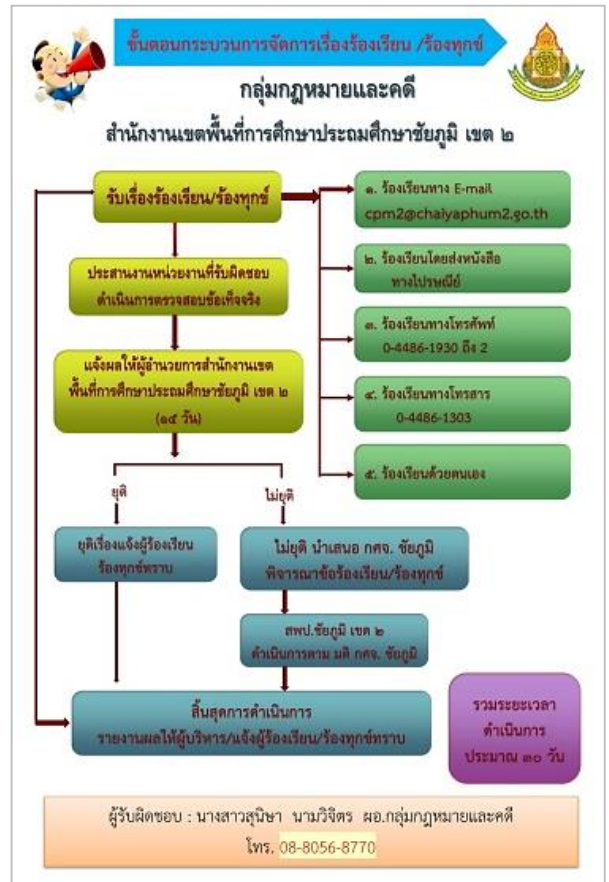 ขั้นตอนกระบวนการจัดการเรื่องร้องเรียน /ร้องทุกข์
กลุ่มกฎหมายและคดี
สำนักงานเขตพื้นที่การศึกษาประถมศึกษาชัยภูมิ เขต ๒
รับเรื่องร้องเรียน/ร้องทุกข์
ประสานงานหน่วยงานที่รับผิดชอบ
ดำเนินการตรวจสอบข้อเท็จจริง
แจ้งผลให้ผู้อำนวยการสำนักงานเขต
พื้นที่การศึกษาประถมศึกษาชัยภูมิ เขต ๒
(๑๕ วัน)
๑. ร้องเรียนทาง E-mail
cpm2@chaiyaphum2.go.th
๒. ร้องเรียนโดยส่งหนังสือ
ทางไปรษณีย์
๓. ร้องเรียนทางโทรศัพท์
0-4486-1930 ถึง 2
๔. ร้องเรียนทางโทรสาร
0-4486-1303
๕. ร้องเรียนด้วยตนเอง
ยุติ
ไม่ยุติ
ยุติเรื่องแจ้งผู้ร้องเรียน
ร้องทุกข์ทราบ
ไม่ยุติ นำเสนอ กศจ. ชัยภูมิ
พิจารณาข้อร้องเรียน/ร้องทุกข์
สพป.ชัยภูมิ เขต ๒
ดำเนินการตาม มติ กศจ. ชัยภูมิ
สิ้นสุดการดำเนินการ
รายงานผลให้ผู้บริหาร/แจ้งผู้ร้องเรียน/ร้องทุกข์ทราบ
รวมระยะเวลา
ดำเนินการ
ประมาณ ๓๐ วัน
ผู้รับผิดชอบ : นางสาวสุนิษา นามวิจิตร ผอ.กลุ่มกฎหมายและคดี
โทร. 08-8056-8770